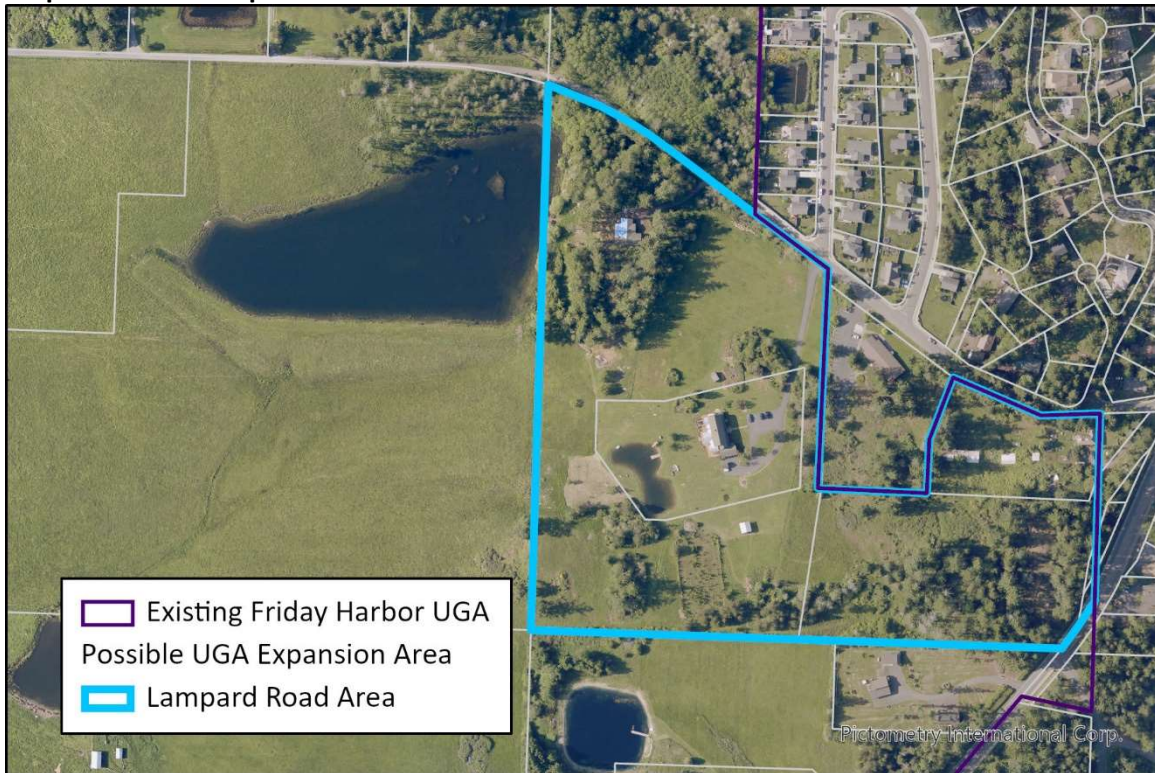 Existing Friday Harbor UGA
Possible UGA Expansion Area
Lampard Road Area
Pictometry International Corp.